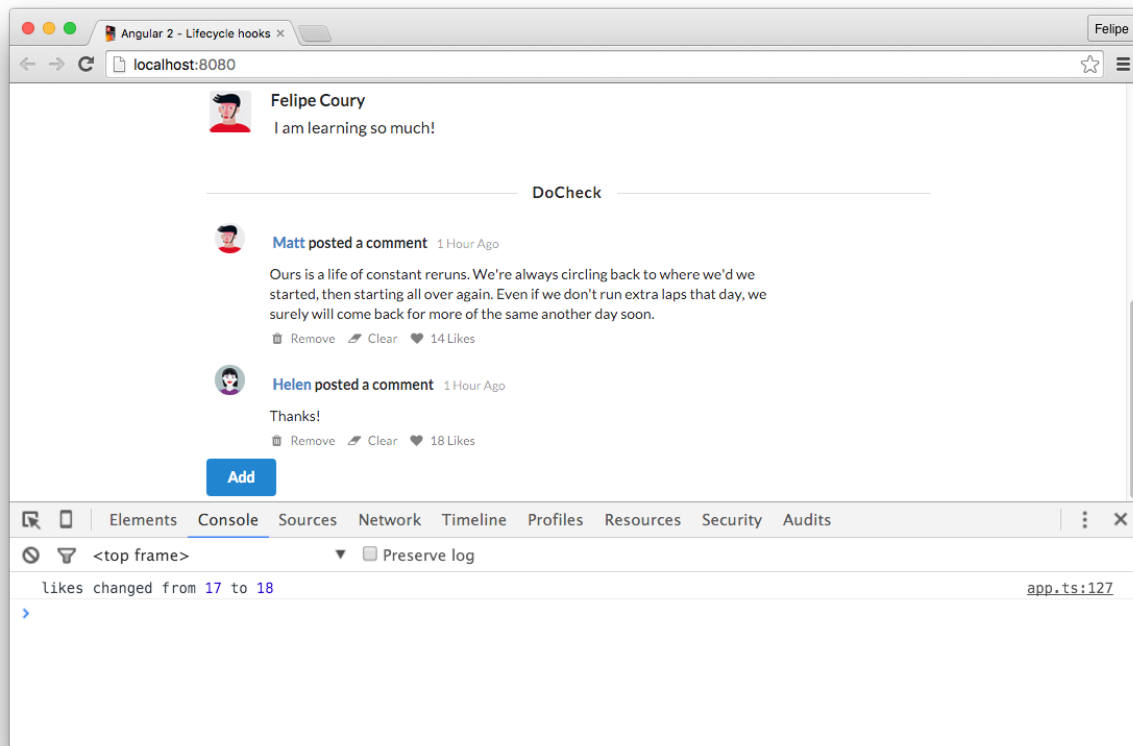 Angular 2 - Lifecycle hooks ×
Felipe
localhost:8080
Felipe Coury
I am learning so much!
DoCheck
Matt posted a comment 1 Hour Ago
Ours is a life of constant reruns. We're always circling back to where we'd we
started, then starting all over again. Even if we don't run extra laps that day, we
surely will come back for more of the same another day soon.
Remove Clear 14 Likes
Helen posted a comment 1 Hour Ago
Thanks!
Remove Clear 18 Likes
Add
Elements Console Sources Network Timeline Profiles Resources Security Audits
<top frame> Preserve log
likes changed from 17 to 18 app.ts:127